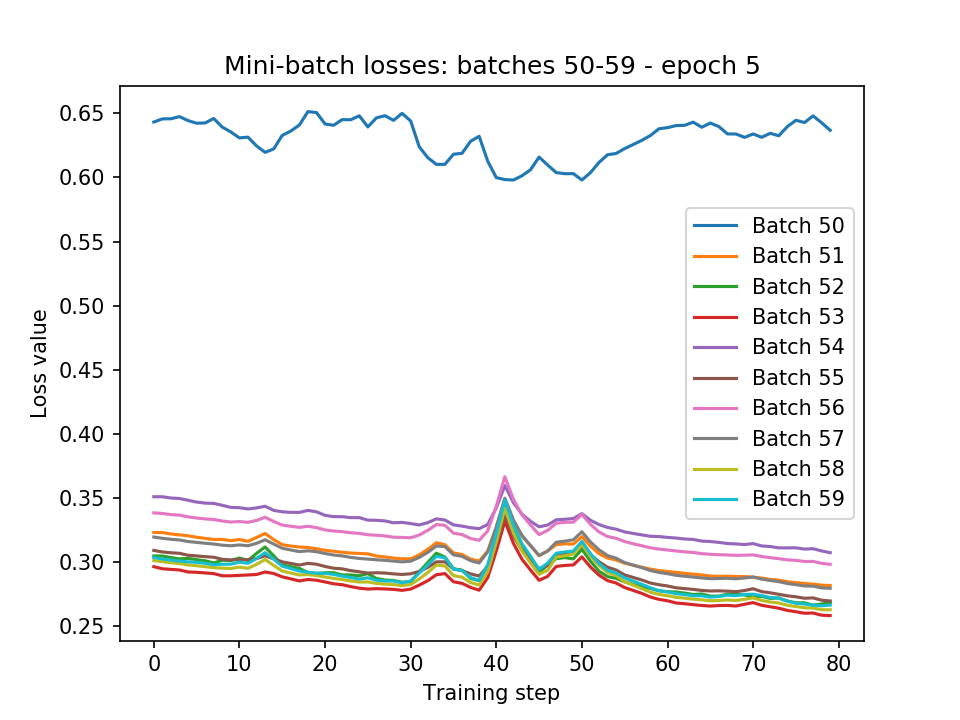 Mini-batch losses: batches 50-59 - epoch 5
0.65
0.60
0.55
0.50
0.45
0.40
0.35
0.30
0.25
Loss value
Batch 50
Batch 51
Batch 52
Batch 53
Batch 54
Batch 55
Batch 56
Batch 57
Batch 58
Batch 59
0 10 20 30 40 50 60 70 80
Training step